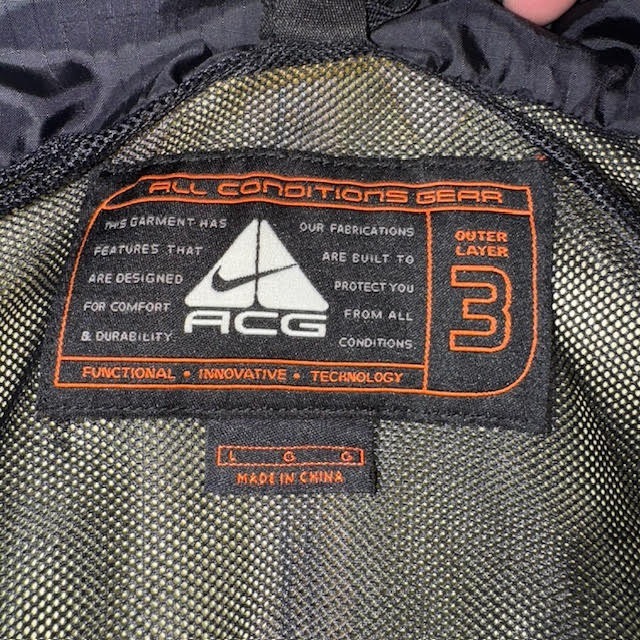 ALL CONDITIONS GEAR
THIS GARMENT HAS
FEATURES THAT
ARE DESIGNED
FOR COMFORT
& DURABILITY.
ACG
OUR FABRICATIONS
ARE BUILT TO
PROTECT YOU
FROM ALL
CONDITIONS
OUTER
LAYER
3
FUNCTIONAL • INNOVATIVE • TECHNOLOGY
L G G
MADE IN CHINA